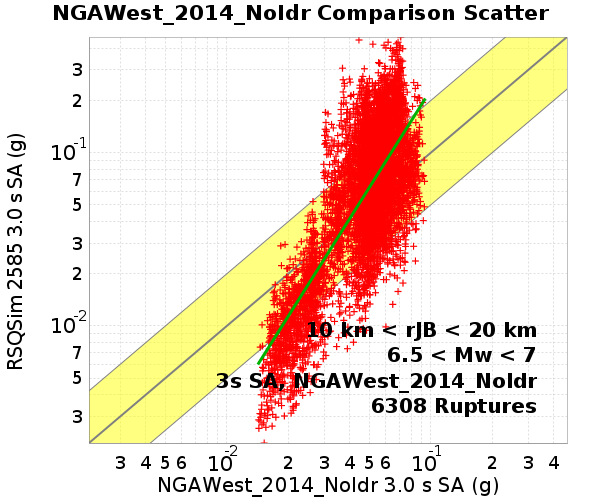 NGAWest_2014_NoIdr Comparison Scatter
3
2
10-1
7
5
3
2
10-2
7
5
3
RSQSim 2585 3.0 s SA (g)
10 km < rJB < 20 km
6.5 < Mw < 7
3s SA, NGAWest_2014_NoIdr
6308 Ruptures
3 4 5 6 10-2 2 3 4 5 6 10-1 2 3 4
NGAWest_2014_NoIdr 3.0 s SA (g)